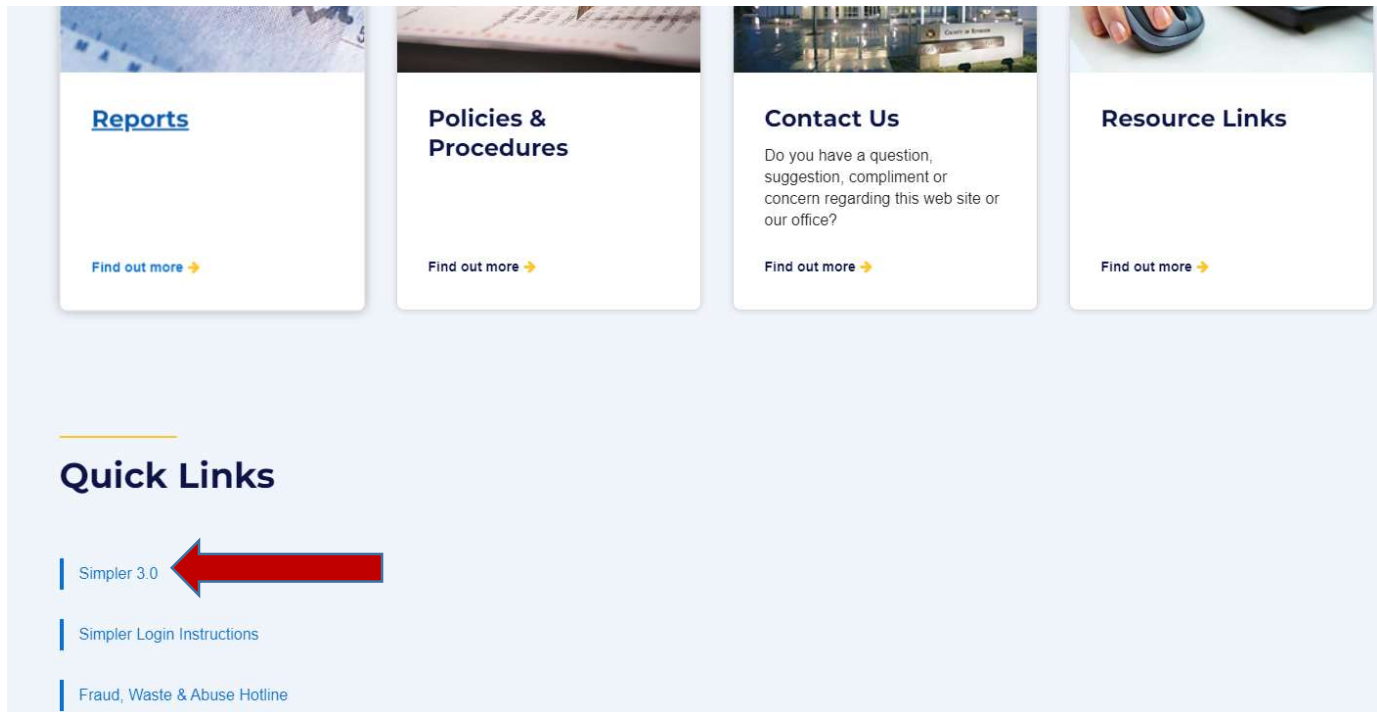 Reports
Policies &
Procedures
Contact Us
Do you have a question,
suggestion, compliment or
concern regarding this web site or
our office?
Resource Links
Find out more
Find out more
Find out more
Find out more
Quick Links
Simpler 3.0
Simpler Login Instructions
Fraud, Waste & Abuse Hotline